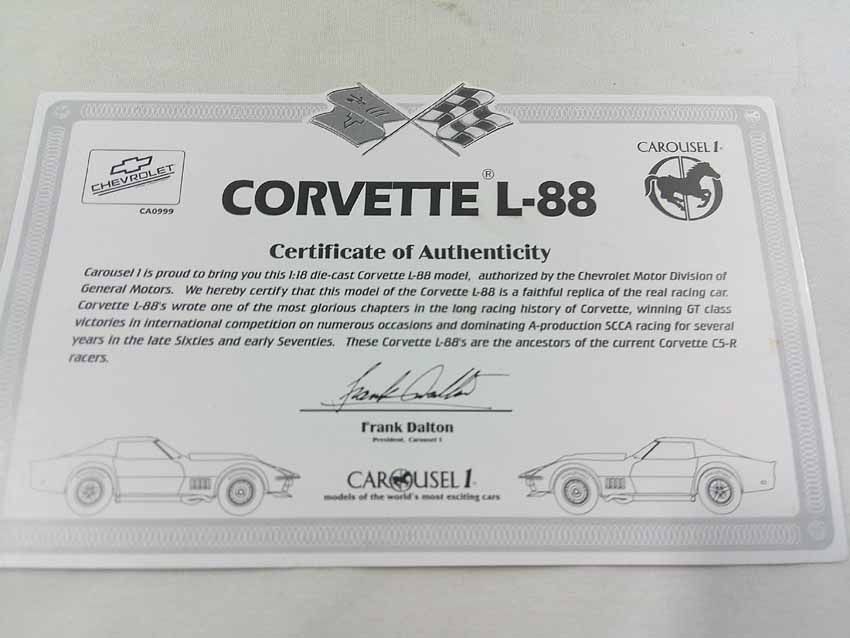 CAROUSEL 1™
CHEVROLET
CA0999
CORVETTE® L-88
Certificate of Authenticity
Carousel 1 is proud to bring you this 1:18 die-cast Corvette L-88 model, authorized by the Chevrolet Motor Division of
General Motors. We hereby certify that this model of the Corvette L-88 is a faithful replica of the real racing car.
Corvette L-88's wrote one of the most glorious chapters in the long racing history of Corvette, winning GT class
victories in international competition on numerous occasions and dominating A-production SCCA racing for several
years in the late Sixties and early Seventies. These Corvette L-88's are the ancestors of the current Corvette C5-R
racers.
Frank Dalton
Frank Dalton
President, Carousel 1
CAROUSEL 1™
models of the world's most exciting cars